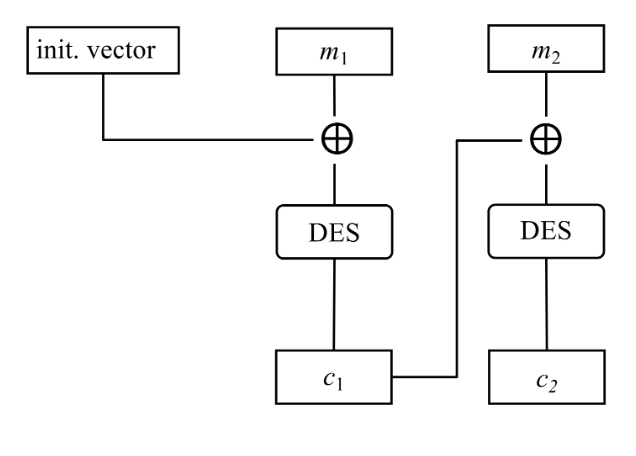 init. vector
m₁
m₂
DES
DES
c₁
c₂